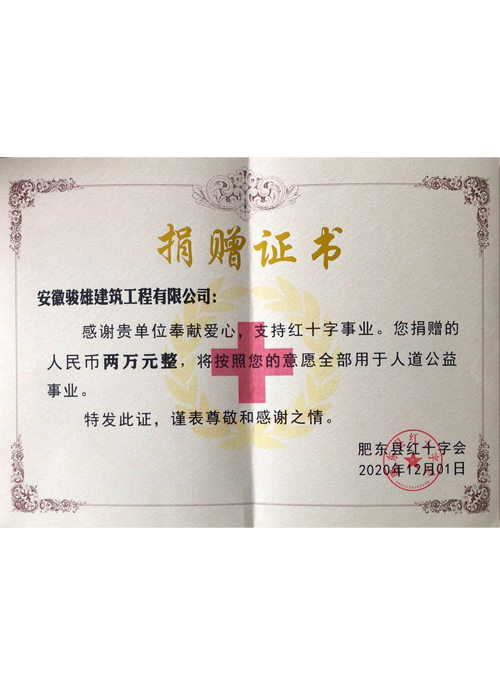 捐赠证书
安徽骏雄建筑工程有限公司：
感谢贵单位奉献爱心，支持红十字事业。您捐赠的
人民币两万元整，将按照您的意愿全部用于人道公益
事业。
特发此证，谨表尊敬和感谢之情。
肥东县红十字会
2020年12月01日